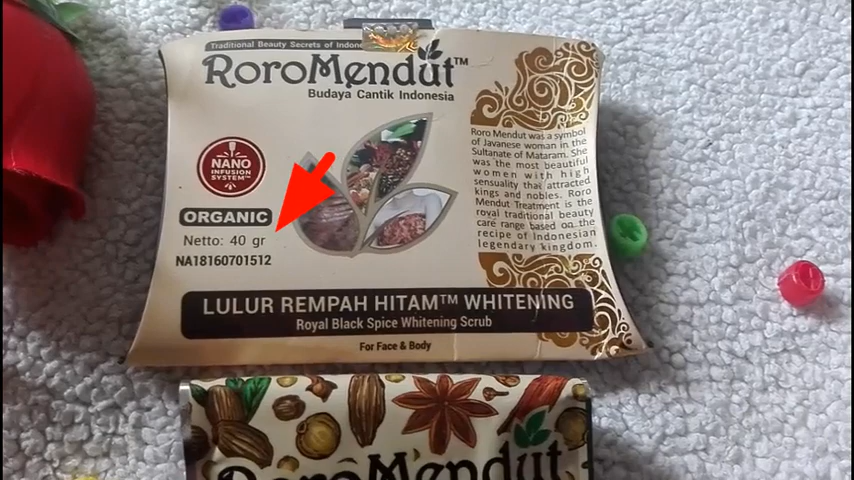 Traditional Beauty Secrets of Indone
RoroMendut™
Budaya Cantik Indonesia
NANO
INFUSION
SYSTEM™
ORGANIC
Netto: 40 gr
NA18160701512
Roro Mendut was a symbol
of Javanese woman in the
Sultanate of Mataram. She
was the most beautiful
women with high
sensuality that attracted
kings and nobles. Roro
Mendut Treatment is the
royal traditional beauty
care range based on the
recipe of Indonesian
legendary kingdom.
LULUR REMPAH HITAM™ WHITENING
Royal Black Spice Whitening Scrub
For Face & Body
RoroMendut